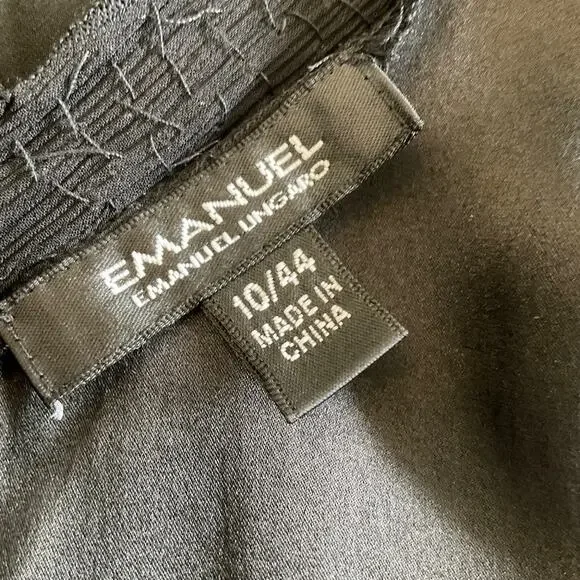 EMANUEL
EMANUEL UNGARO
10/44
MADE IN
CHINA